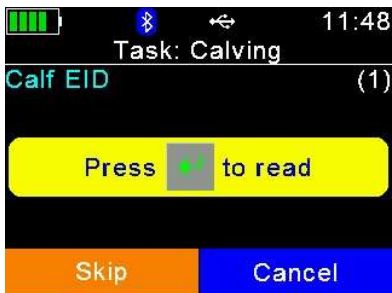 11:48
Task: Calving
Calf EID (1)
Press to read
Skip Cancel